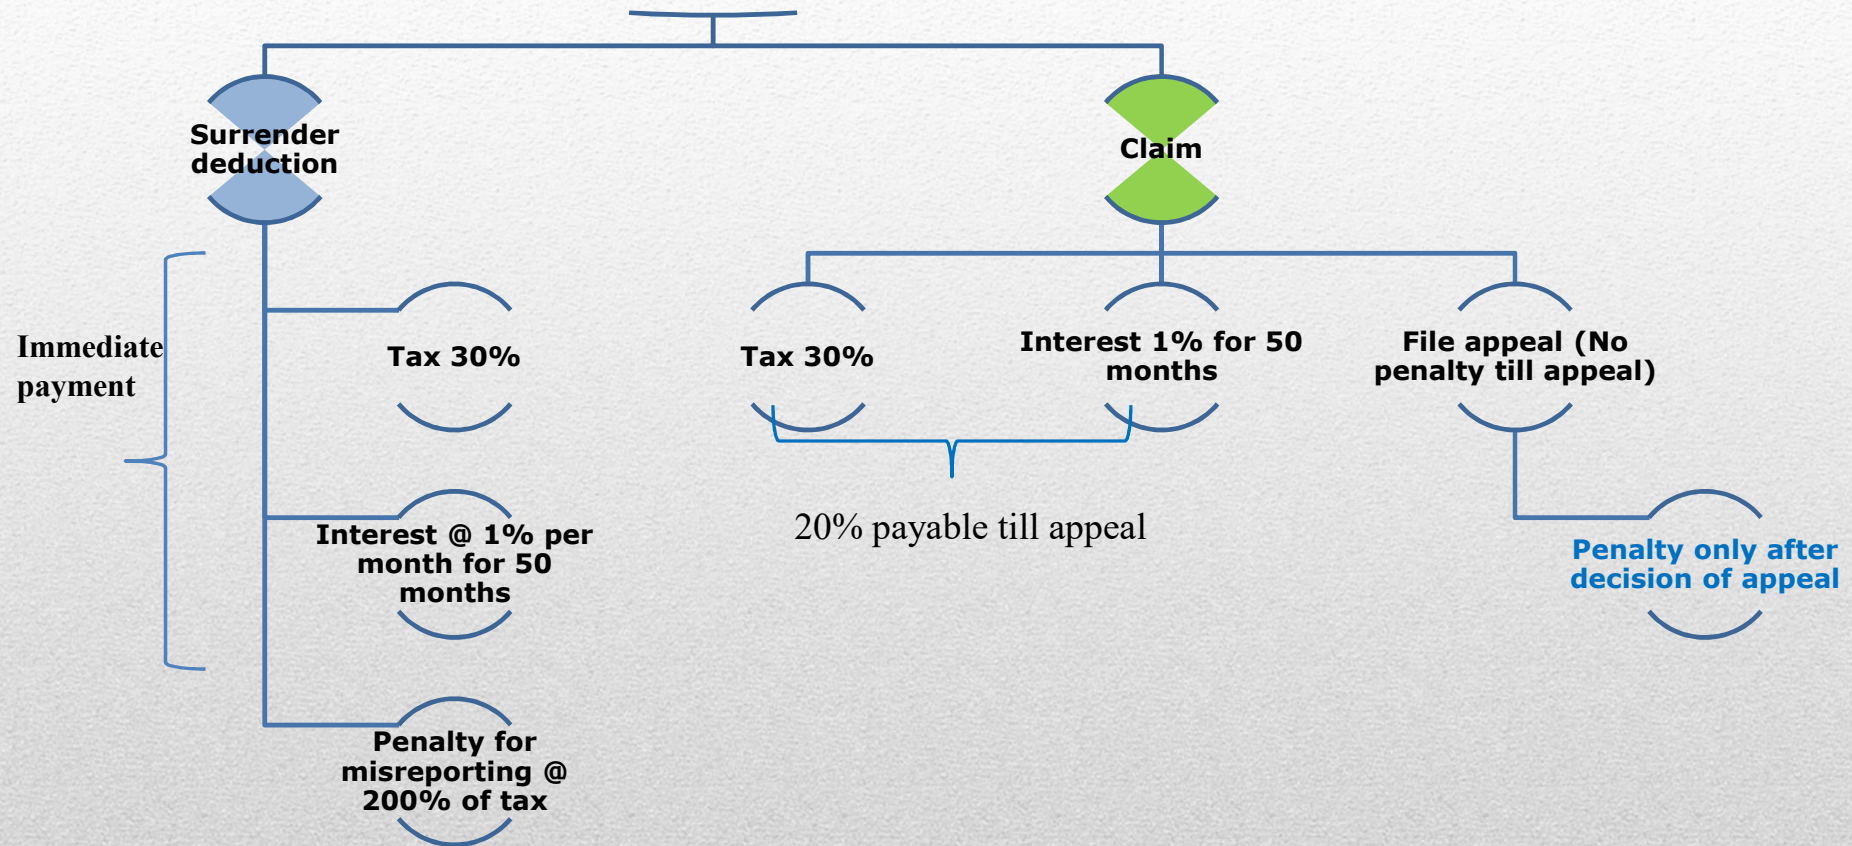 Surrender
deduction
Claim
Immediate
payment
Tax 30%
Tax 30%
Interest 1% for 50
months
File appeal (No
penalty till appeal)
Interest @ 1% per
month for 50
months
20% payable till appeal
Penalty only after
decision of appeal
Penalty for
misreporting @
200% of tax